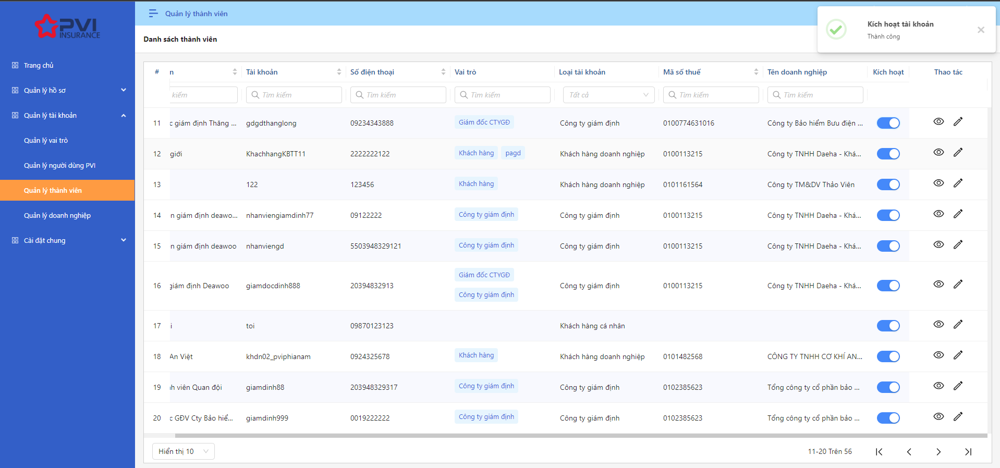 PVI
INSURANCE
Trang chủ
Quản lý hồ sơ
Quản lý tài khoản
Quản lý vai trò
Quản lý người dùng PVI
Quản lý thành viên
Quản lý doanh nghiệp
Cài đặt chung
Quản lý thành viên
Danh sách thành viên
Kích hoạt tài khoản
Thành công
# n Tài khoản Số điện thoại Vai trò Loại tài khoản Mã số thuế Tên doanh nghiệp Kích hoạt Thao tác
kiếm Tìm kiếm Tìm kiếm Tìm kiếm Tất cả Tìm kiếm Tìm kiếm
11 c giám định Thăng ... gdgdthanglong 09234343888 Giám đốc CTYGĐ Công ty giám định 0100774631016 Công ty Bảo hiểm Bưu điện ...
12 giới KhachhangKBTT11 2222222122 Khách hàng pagd Khách hàng doanh nghiệp 0100113215 Công ty TNHH Daeha - Khá...
13 122 123456 Khách hàng Khách hàng doanh nghiệp 0101161564 Công ty TM&DV Thảo Viên
14 n giám định deawoo... nhanviengiamdinh77 09122222 Công ty giám định Công ty giám định 0100113215 Công ty TNHH Daeha - Khá...
15 n giám định deawoo nhanviengd 5503948329121 Công ty giám định Công ty giám định 0100113215 Công ty TNHH Daeha - Khá...
16 giám định Deawoo giamdocdinh888 20394832913 Giám đốc CTYGĐ Công ty giám định Công ty giám định 0100113215 Công ty TNHH Daeha - Khá...
17 i toi 09870123123 Khách hàng cá nhân
18 An Việt khdn02_pviphianam 0924325678 Khách hàng Khách hàng doanh nghiệp 0101482568 CÔNG TY TNHH CƠ KHÍ AN...
19 nh viên Quan đội giamdinh88 203948329317 Công ty giám định Công ty giám định 0102385623 Tổng công ty cổ phần bảo ...
20 c GĐV Cty Bảo hiể... giamdinh999 0019222222 Công ty giám định Công ty giám định 0102385623 Tổng công ty cổ phần bảo ...
Hiển thị 10
11-20 Trên 56